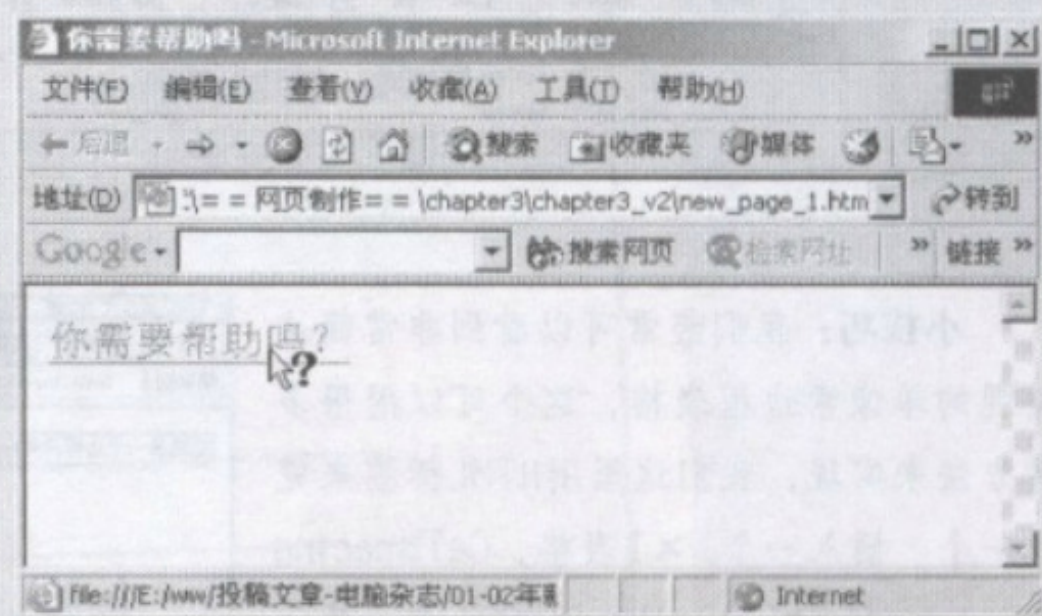 你需要帮助吗 - Microsoft Internet Explorer
文件(F) 编辑(E) 查看(V) 收藏(A) 工具(T) 帮助(H)
后退 搜索 收藏夹 媒体 »
地址(D) \= = 网页制作= = \chapter3\chapter3_v2\new_page_1.htm 转到
Google 搜索网页 检索网址 » 链接 »
你需要帮助吗?
file:///E:/ww/投稿文章-电脑杂志/01-02年 Internet